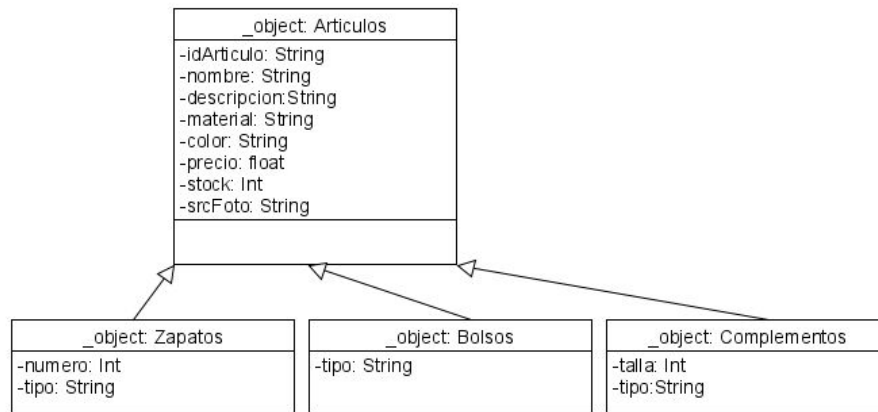 _object: Articulos
-idArticulo: String
-nombre: String
-descripcion:String
-material: String
-color: String
-precio: float
-stock: Int
-srcFoto: String
_object: Zapatos
-numero: Int
-tipo: String
_object: Bolsos
-tipo: String
_object: Complementos
-talla: Int
-tipo:String